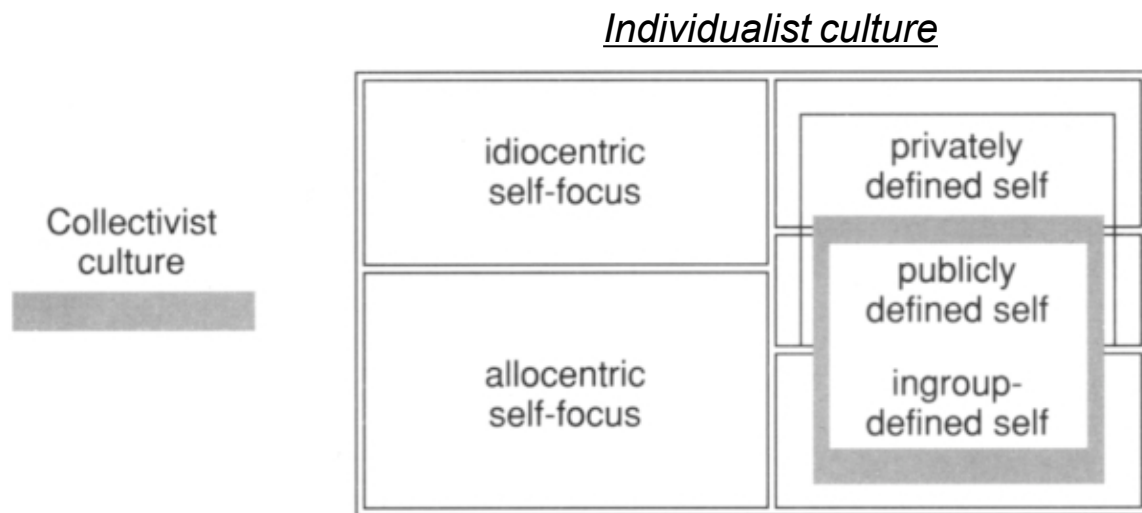 Individualist culture
idiocentric
self-focus
privately
defined self
Collectivist
culture
publicly
defined self
allocentric
self-focus
ingroup-
defined self